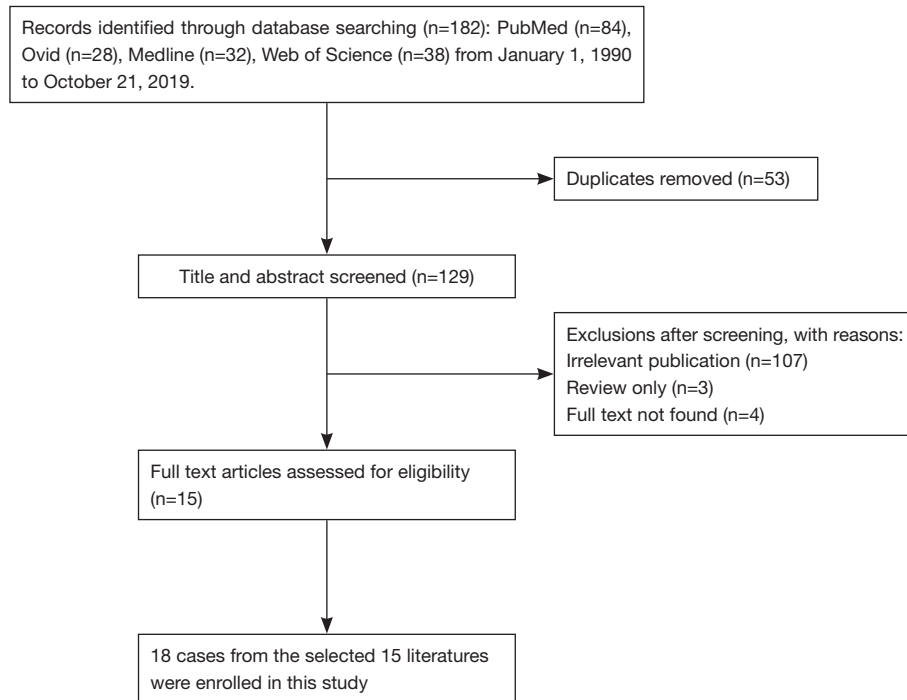 Records identified through database searching (n=182): PubMed (n=84),
Ovid (n=28), Medline (n=32), Web of Science (n=38) from January 1, 1990
to October 21, 2019.
Duplicates removed (n=53)
Title and abstract screened (n=129)
Exclusions after screening, with reasons:
Irrelevant publication (n=107)
Review only (n=3)
Full text not found (n=4)
Full text articles assessed for eligibility
(n=15)
18 cases from the selected 15 literatures
were enrolled in this study